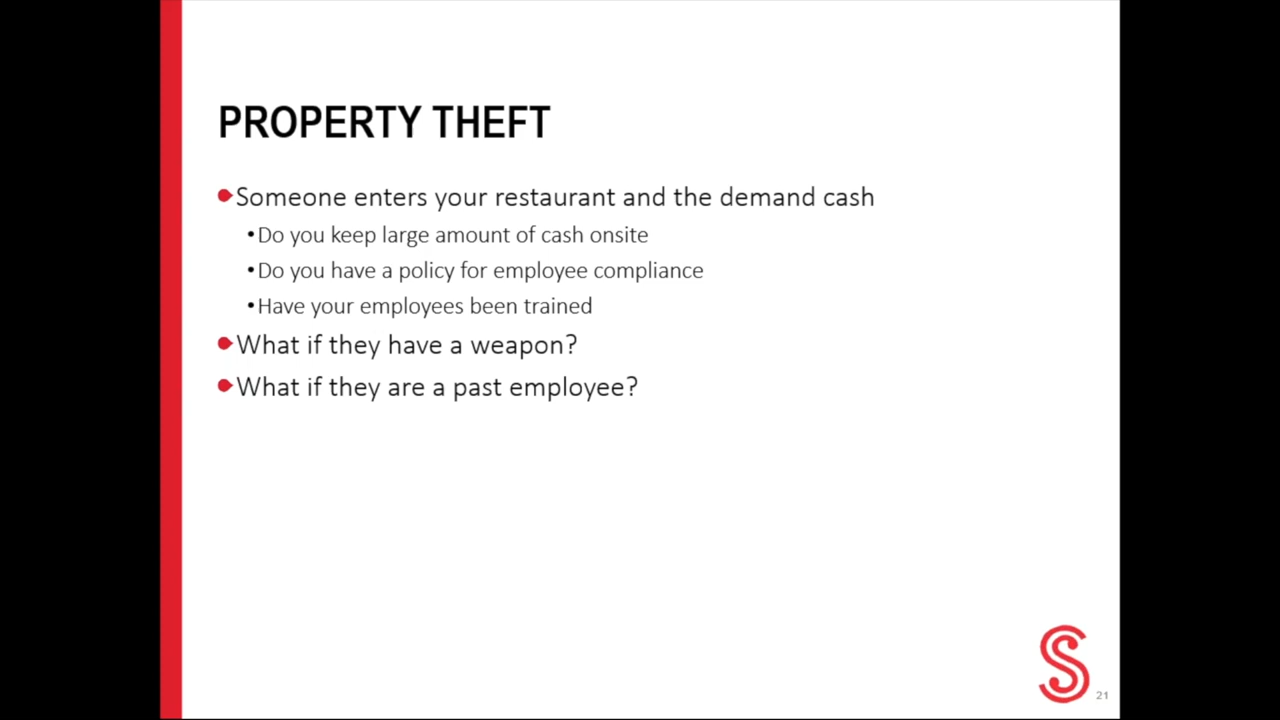 PROPERTY THEFT
Someone enters your restaurant and the demand cash
•Do you keep large amount of cash onsite
•Do you have a policy for employee compliance
•Have your employees been trained
What if they have a weapon?
What if they are a past employee?
S
21